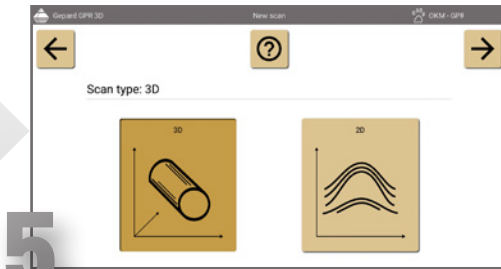 Gepard GPR 3D New scan OKM - GPR
?
Scan type: 3D
3D 2D
5